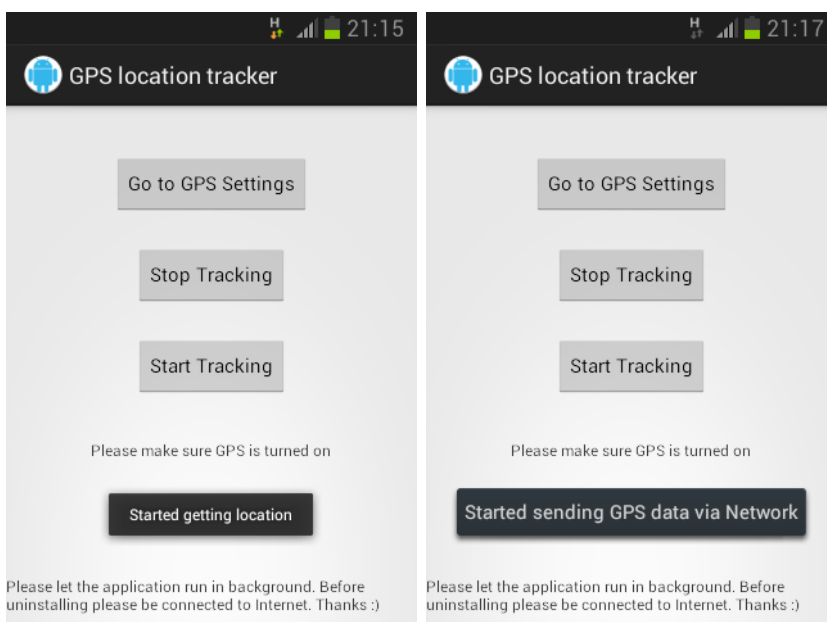 H 21:15
GPS location tracker
Go to GPS Settings
Stop Tracking
Start Tracking
Please make sure GPS is turned on
Started getting location
Please let the application run in background. Before
uninstalling please be connected to Internet. Thanks :)
H 21:17
GPS location tracker
Go to GPS Settings
Stop Tracking
Start Tracking
Please make sure GPS is turned on
Started sending GPS data via Network
Please let the application run in background. Before
uninstalling please be connected to Internet. Thanks :)